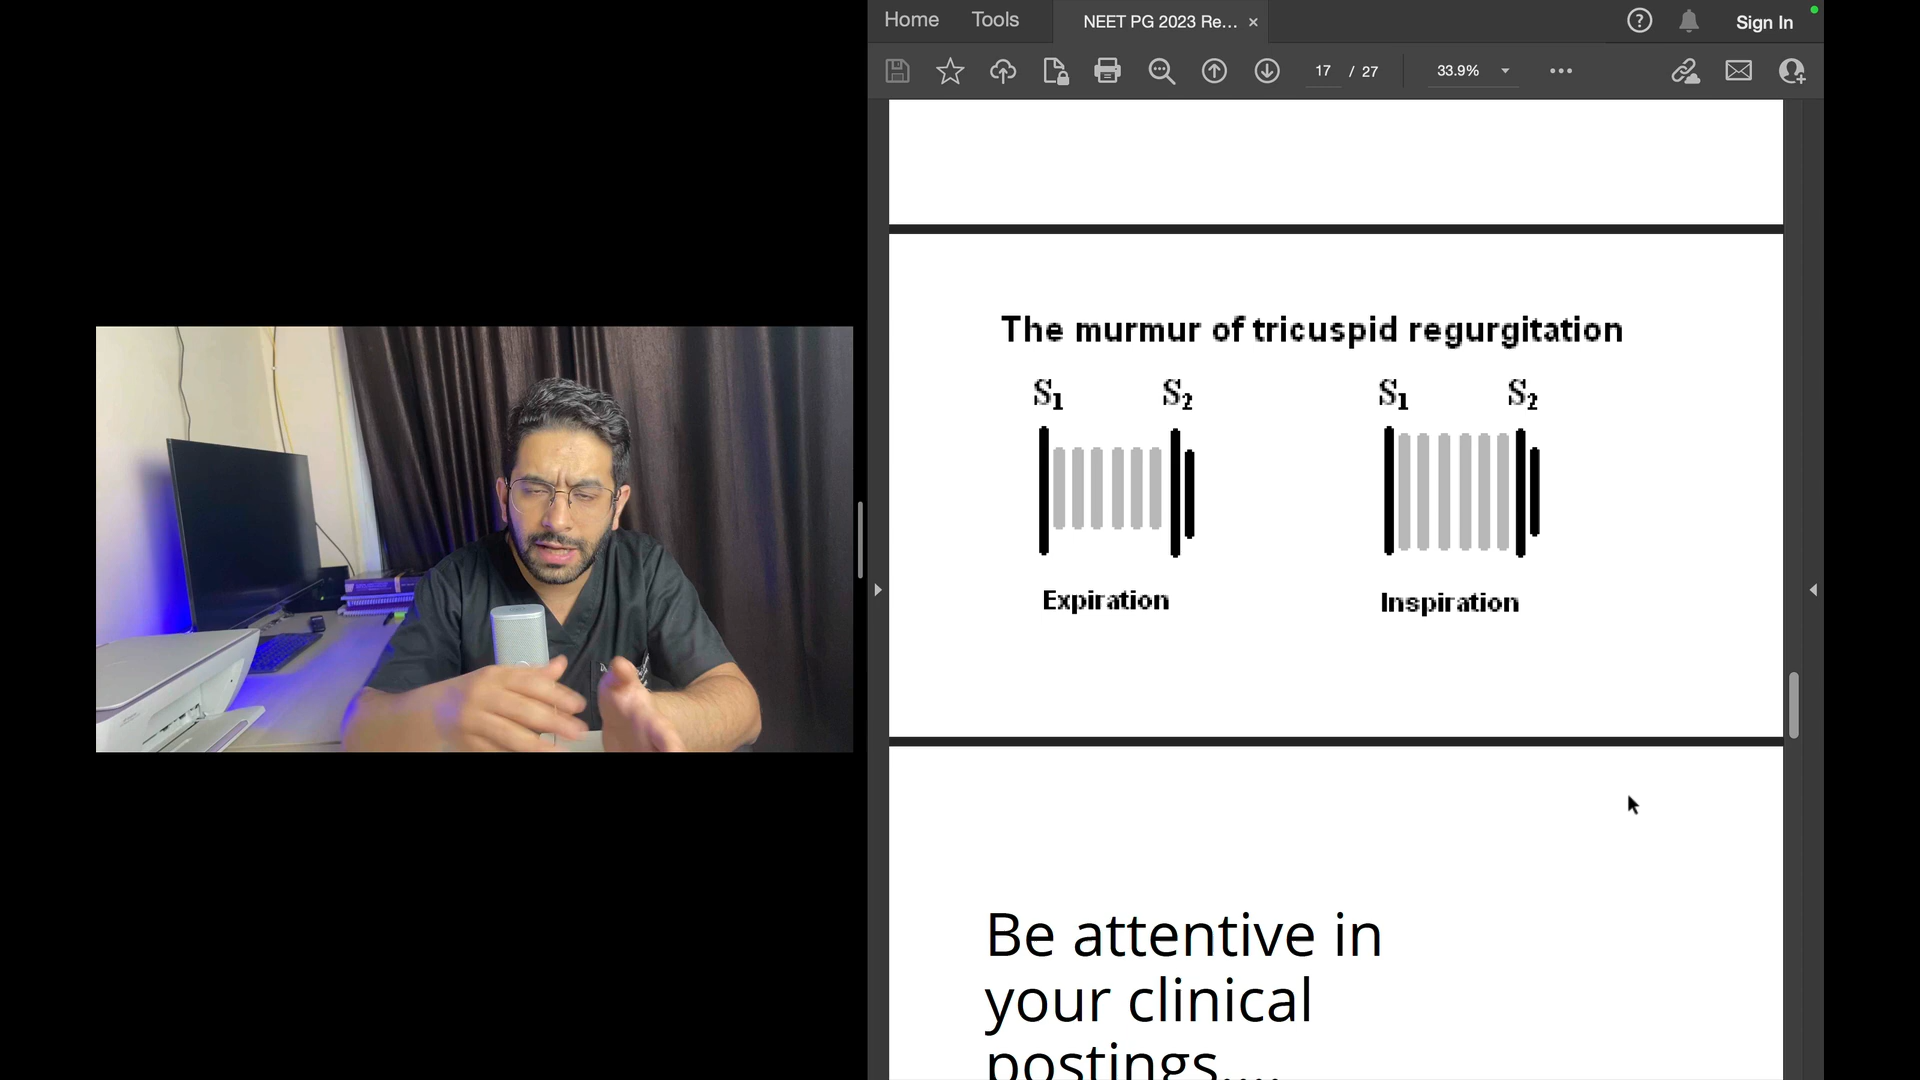 Home Tools NEET PG 2023 Re... × Sign In
17 / 27 33.9%
The murmur of tricuspid regurgitation
S1 S2 S1 S2
Expiration Inspiration
Be attentive in
your clinical
postings....